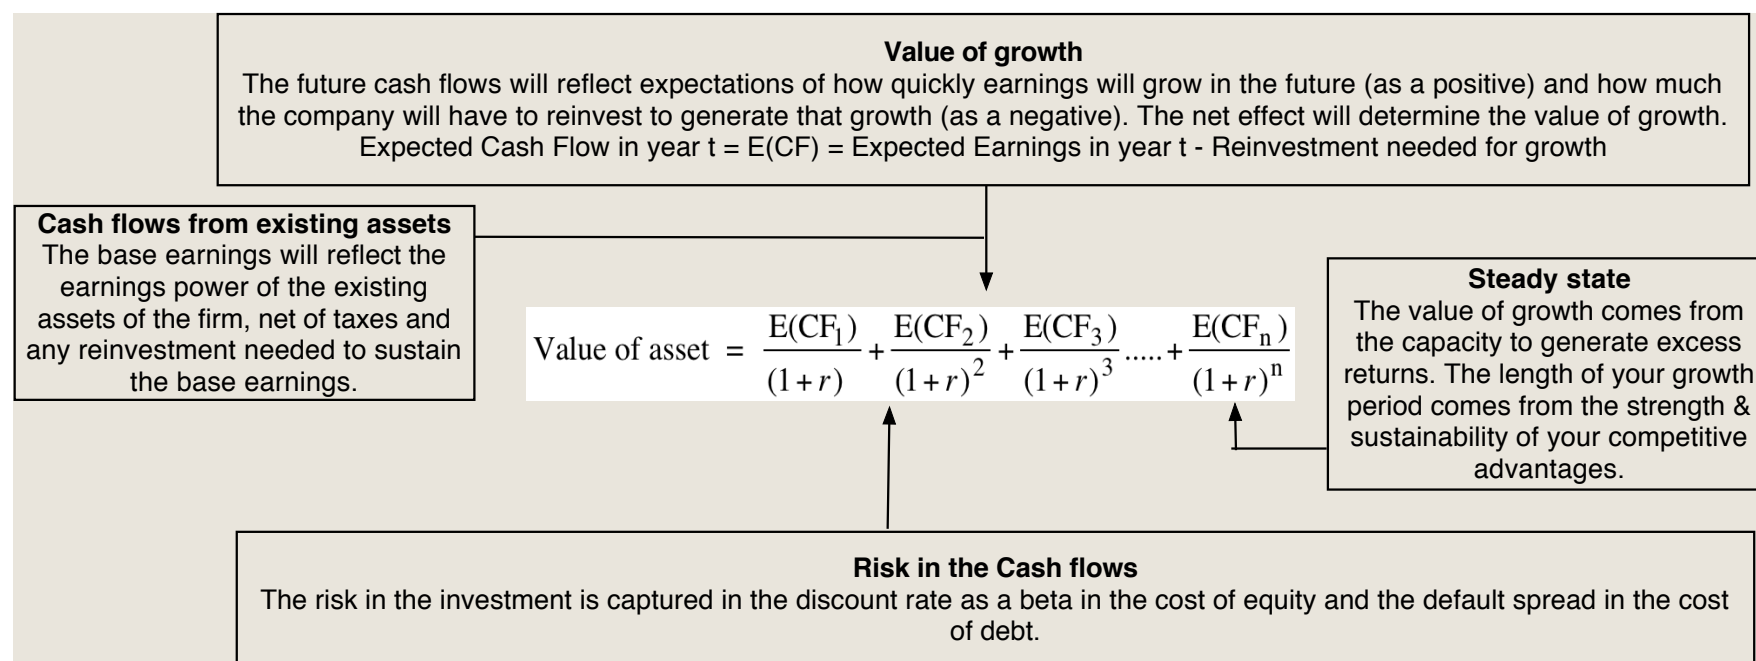 Value of growth
The future cash flows will reflect expectations of how quickly earnings will grow in the future (as a positive) and how much
the company will have to reinvest to generate that growth (as a negative). The net effect will determine the value of growth.
Expected Cash Flow in year t = E(CF) = Expected Earnings in year t - Reinvestment needed for growth
Cash flows from existing assets
The base earnings will reflect the
earnings power of the existing
assets of the firm, net of taxes and
any reinvestment needed to sustain
the base earnings.
Value of asset = E(CF₁)/(1+r) + E(CF₂)/(1+r)² + E(CF₃)/(1+r)³ ..... + E(CFₙ)/(1+r)ⁿ
Steady state
The value of growth comes from
the capacity to generate excess
returns. The length of your growth
period comes from the strength &
sustainability of your competitive
advantages.
Risk in the Cash flows
The risk in the investment is captured in the discount rate as a beta in the cost of equity and the default spread in the cost
of debt.